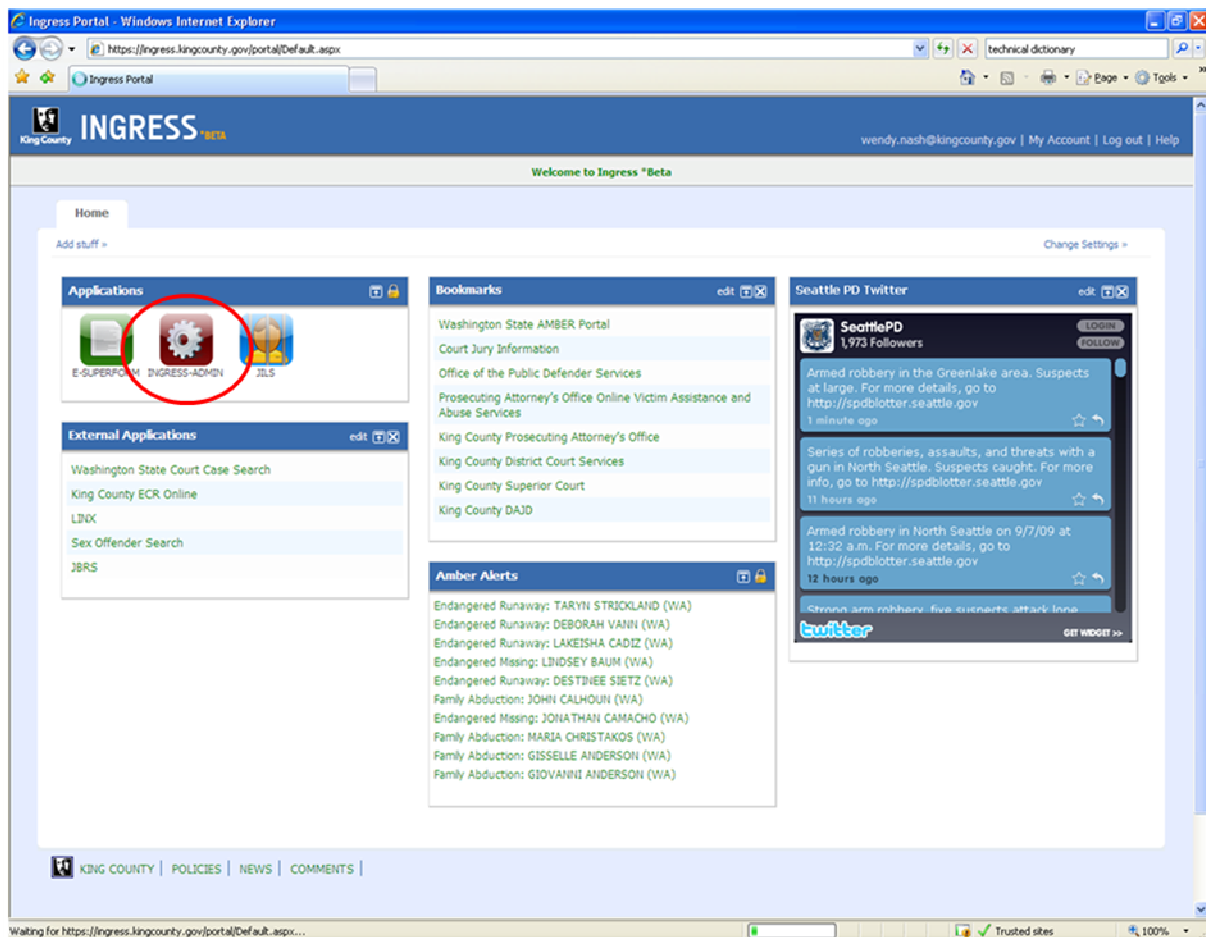 Ingress Portal - Windows Internet Explorer
https://ingress.kingcounty.gov/portal/Default.aspx
technical dictionary
Ingress Portal
Page
Tools
King County
INGRESS *BETA
wendy.nash@kingcounty.gov | My Account | Log out | Help
Welcome to Ingress *Beta
Home
Add stuff »
Change Settings »
Applications
E-SUPERFORM
INGRESS-ADMIN
JILS
External Applications
edit
Washington State Court Case Search
King County ECR Online
LINX
Sex Offender Search
JBRS
Bookmarks
edit
Washington State AMBER Portal
Court Jury Information
Office of the Public Defender Services
Prosecuting Attorney's Office Online Victim Assistance and
Abuse Services
King County Prosecuting Attorney's Office
King County District Court Services
King County Superior Court
King County DAJD
Amber Alerts
Endangered Runaway: TARYN STRICKLAND (WA)
Endangered Runaway: DEBORAH VANN (WA)
Endangered Runaway: LAKEISHA CADIZ (WA)
Endangered Missing: LINDSEY BAUM (WA)
Endangered Runaway: DESTINEE SIETZ (WA)
Family Abduction: JOHN CALHOUN (WA)
Endangered Missing: JONATHAN CAMACHO (WA)
Family Abduction: MARIA CHRISTAKOS (WA)
Family Abduction: GISSELLE ANDERSON (WA)
Family Abduction: GIOVANNI ANDERSON (WA)
Seattle PD Twitter
edit
SeattlePD
1,973 Followers
LOGIN
FOLLOW
Armed robbery in the Greenlake area. Suspects
at large. For more details, go to
http://spdblotter.seattle.gov
1 minute ago
Series of robberies, assaults, and threats with a
gun in North Seattle. Suspects caught. For more
info, go to http://spdblotter.seattle.gov
11 hours ago
Armed robbery in North Seattle on 9/7/09 at
12:32 a.m. For more details, go to
http://spdblotter.seattle.gov
12 hours ago
Strong arm robbery, five suspects attack lone
twitter
GET WIDGET >>
KING COUNTY | POLICIES | NEWS | COMMENTS |
Waiting for https://ingress.kingcounty.gov/portal/Default.aspx...
Trusted sites
100%